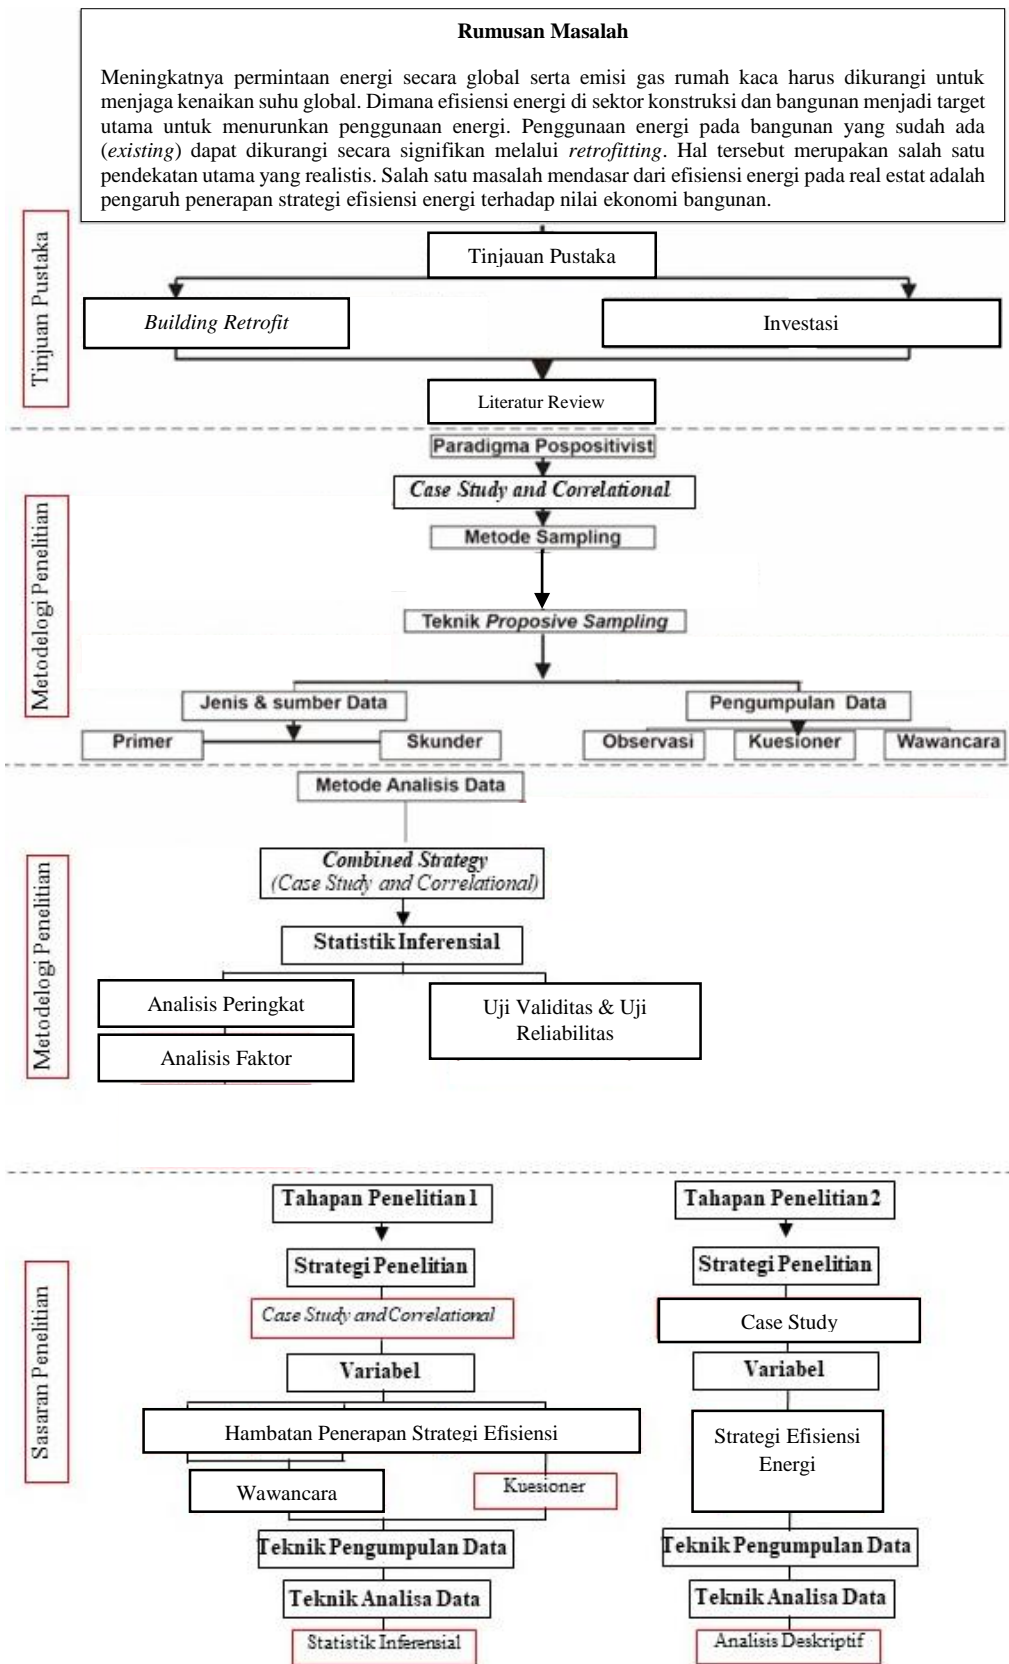 Rumusan Masalah
Meningkatnya permintaan energi secara global serta emisi gas rumah kaca harus dikurangi untuk
menjaga kenaikan suhu global. Dimana efisiensi energi di sektor konstruksi dan bangunan menjadi target
utama untuk menurunkan penggunaan energi. Penggunaan energi pada bangunan yang sudah ada
(existing) dapat dikurangi secara signifikan melalui retrofitting. Hal tersebut merupakan salah satu
pendekatan utama yang realistis. Salah satu masalah mendasar dari efisiensi energi pada real estat adalah
pengaruh penerapan strategi efisiensi energi terhadap nilai ekonomi bangunan.
Tinjuan Pustaka
Tinjauan Pustaka
Building Retrofit
Investasi
Literatur Review
Metodelogi Penelitian
Paradigma Pospositivist
Case Study and Correlational
Metode Sampling
Teknik Proposive Sampling
Jenis & sumber Data
Pengumpulan Data
Primer
Skunder
Observasi
Kuesioner
Wawancara
Metodelogi Penelitian
Metode Analisis Data
Combined Strategy
(Case Study and Correlational)
Statistik Inferensial
Analisis Peringkat
Uji Validitas & Uji
Reliabilitas
Analisis Faktor
Sasaran Penelitian
Tahapan Penelitian 1
Strategi Penelitian
Case Study and Correlational
Variabel
Hambatan Penerapan Strategi Efisiensi
Wawancara
Kuesioner
Teknik Pengumpulan Data
Teknik Analisa Data
Statistik Inferensial
Tahapan Penelitian 2
Strategi Penelitian
Case Study
Variabel
Strategi Efisiensi
Energi
Teknik Pengumpulan Data
Teknik Analisa Data
Analisis Deskriptif